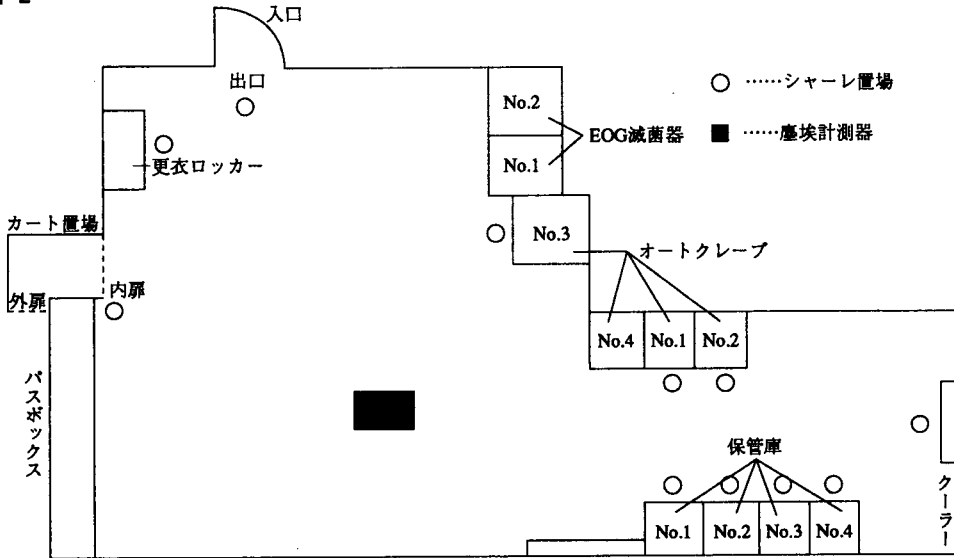 入口
出口
○ ……シャーレ置場
No.2
EOG滅菌器
■ ……塵埃計測器
No.1
更衣ロッカー
カート置場
No.3
オートクレーブ
外扉
内扉
No.4
No.1
No.2
パスボックス
保管庫
クーラー
No.1
No.2
No.3
No.4